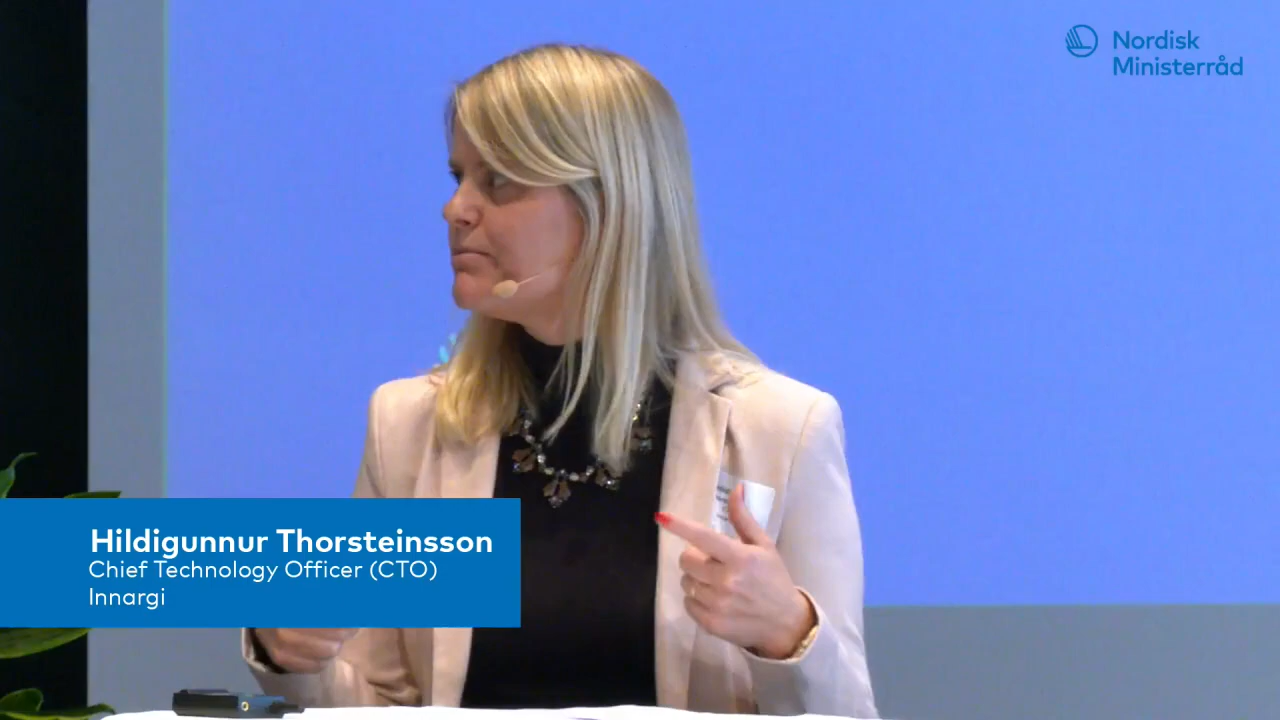 Nordisk
Ministerråd
Hildigunnur Thorsteinsson
Chief Technology Officer (CTO)
Innargi